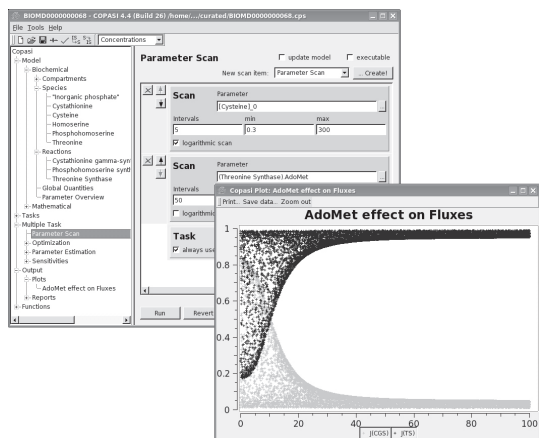 BIOMD0000000068 - COPASI 4.4 (Build 26) /home/.../curated/BIOMD0000000068.cps
File Tools Help
Concentrations
Copasi
Model
Biochemical
Compartments
Species
"Inorganic phosphate"
Cystathionine
Cysteine
Homoserine
Phosphohomoserine
Threonine
Reactions
Cystathionine gamma-syn
Phosphohomoserine synt
Threonine Synthase
Global Quantities
Parameter Overview
Mathematical
Tasks
Multiple Task
Parameter Scan
Optimization
Parameter Estimation
Sensitivities
Output
Plots
AdoMet effect on Fluxes
Reports
Functions
Parameter Scan
update model
executable
New scan item: Parameter Scan
... Create!
Scan
Parameter
[Cysteine]_0
...
Intervals min max
5 0.3 300
logarithmic scan
Scan
Parameter
(Threonine Synthase).AdoMet
...
Intervals
50
logarithmic
Task
always use
Run
Revert
Copasi Plot: AdoMet effect on Fluxes
Print... Save data... Zoom out
AdoMet effect on Fluxes
1
0.8
0.6
0.4
0.2
0
0 20 40 60 80 100
J(CGS) J(TS)